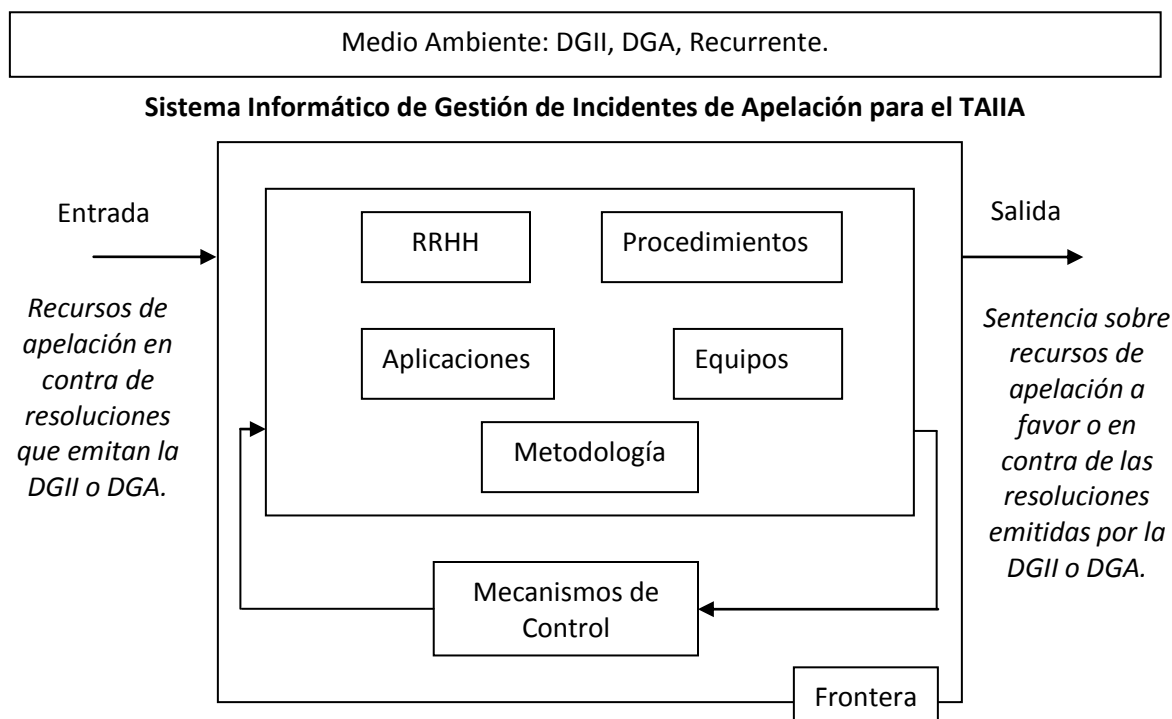 Medio Ambiente: DGII, DGA, Recurrente.
Sistema Informático de Gestión de Incidentes de Apelación para el TAIIA
Entrada
Recursos de
apelación en
contra de
resoluciones
que emitan la
DGII o DGA.
RRHH
Procedimientos
Aplicaciones
Equipos
Metodología
Mecanismos de
Control
Frontera
Salida
Sentencia sobre
recursos de
apelación a
favor o en
contra de las
resoluciones
emitidas por la
DGII o DGA.